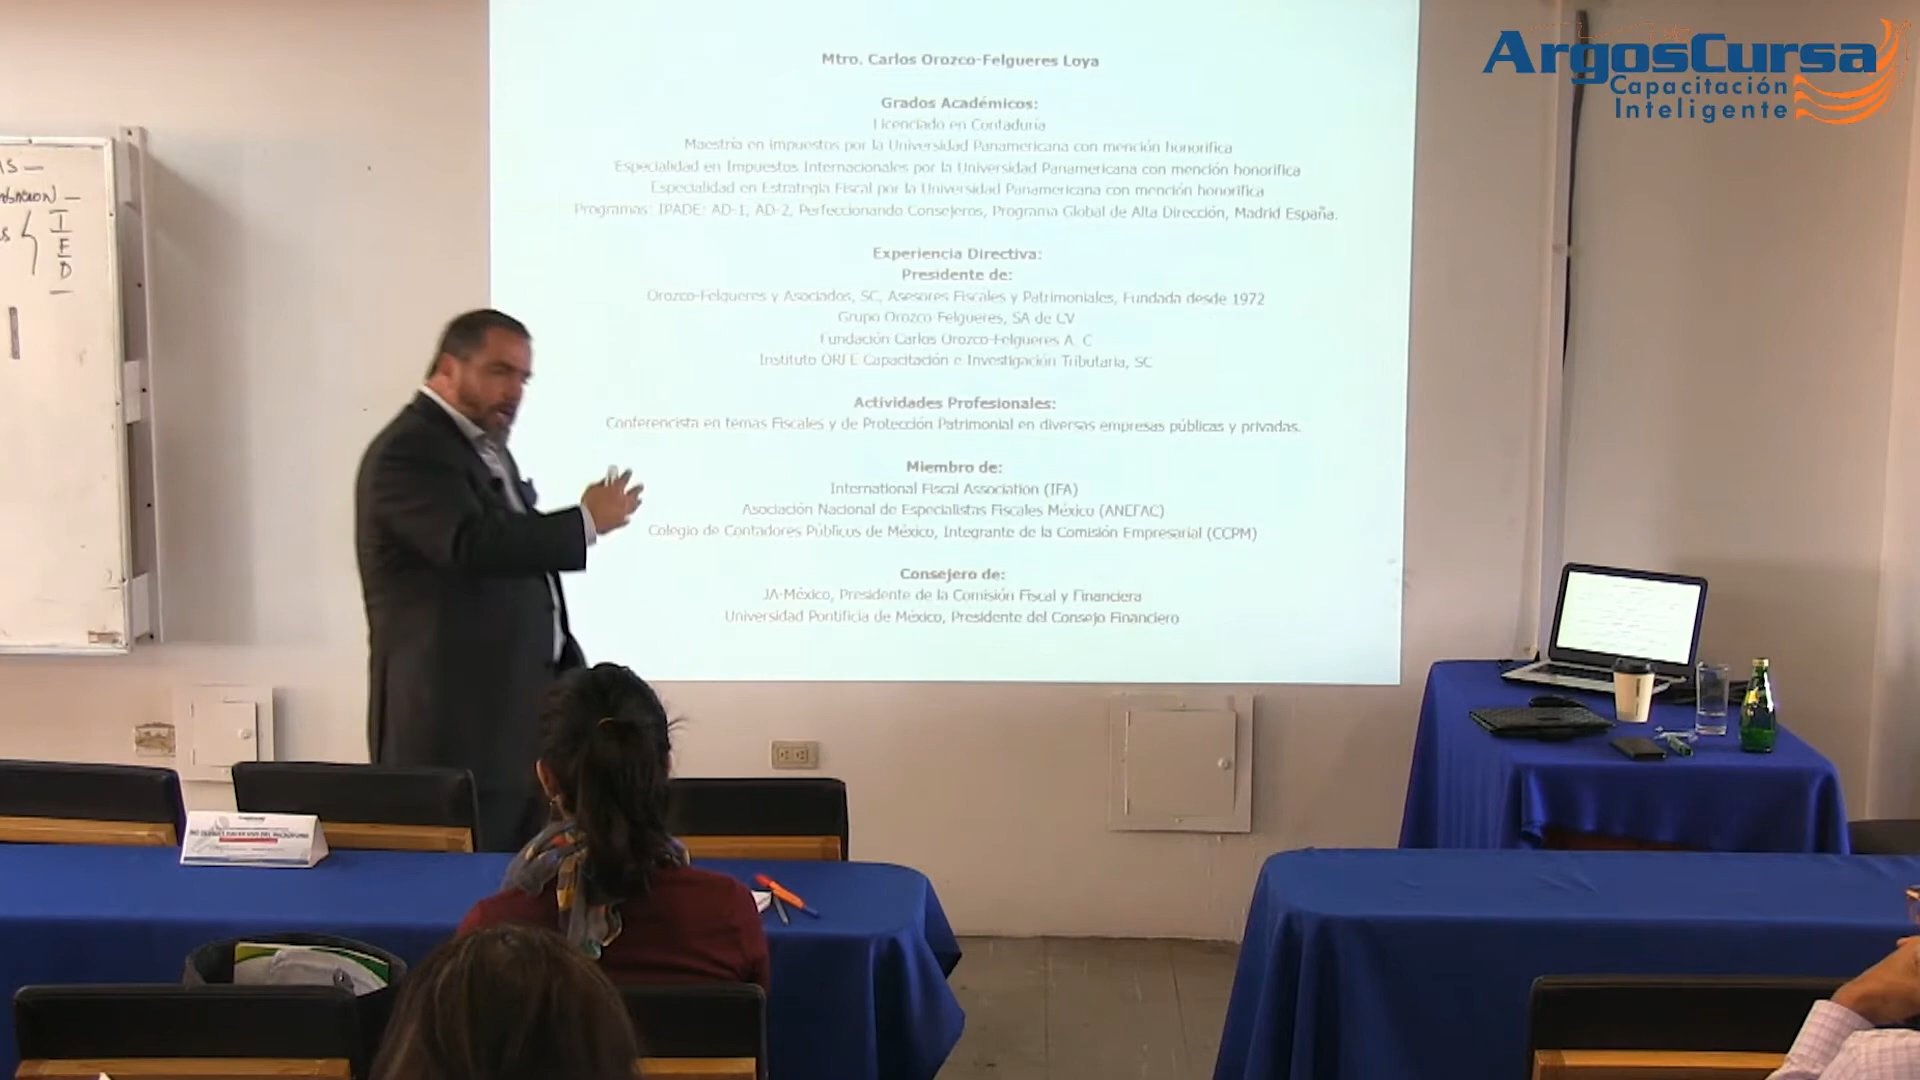 ArgosCursa
Capacitación
Inteligente
Mtro. Carlos Orozco-Felgueres Loya
Grados Académicos:
Licenciado en Contaduría
Maestría en impuestos por la Universidad Panamericana con mención honorifica
Especialidad en Impuestos Internacionales por la Universidad Panamericana con mención honorifica
Especialidad en Estrategia Fiscal por la Universidad Panamericana con mención honorifica
Programas: IPADE: AD-1, AD-2, Perfeccionando Consejeros, Programa Global de Alta Dirección, Madrid España.
Experiencia Directiva:
Presidente de:
Orozco-Felgueres y Asociados, SC, Asesores Fiscales y Patrimoniales, Fundada desde 1972
Grupo Orozco-Felgueres, SA de CV
Fundación Carlos Orozco-Felgueres A. C
Instituto ORFE Capacitación e Investigación Tributaria, SC
Actividades Profesionales:
Conferencista en temas Fiscales y de Protección Patrimonial en diversas empresas públicas y privadas.
Miembro de:
International Fiscal Association (IFA)
Asociación Nacional de Especialistas Fiscales México (ANEFAC)
Colegio de Contadores Públicos de México, Integrante de la Comisión Empresarial (CCPM)
Consejero de:
JA-México, Presidente de la Comisión Fiscal y Financiera
Universidad Pontificia de México, Presidente del Consejo Financiero
I
E
D